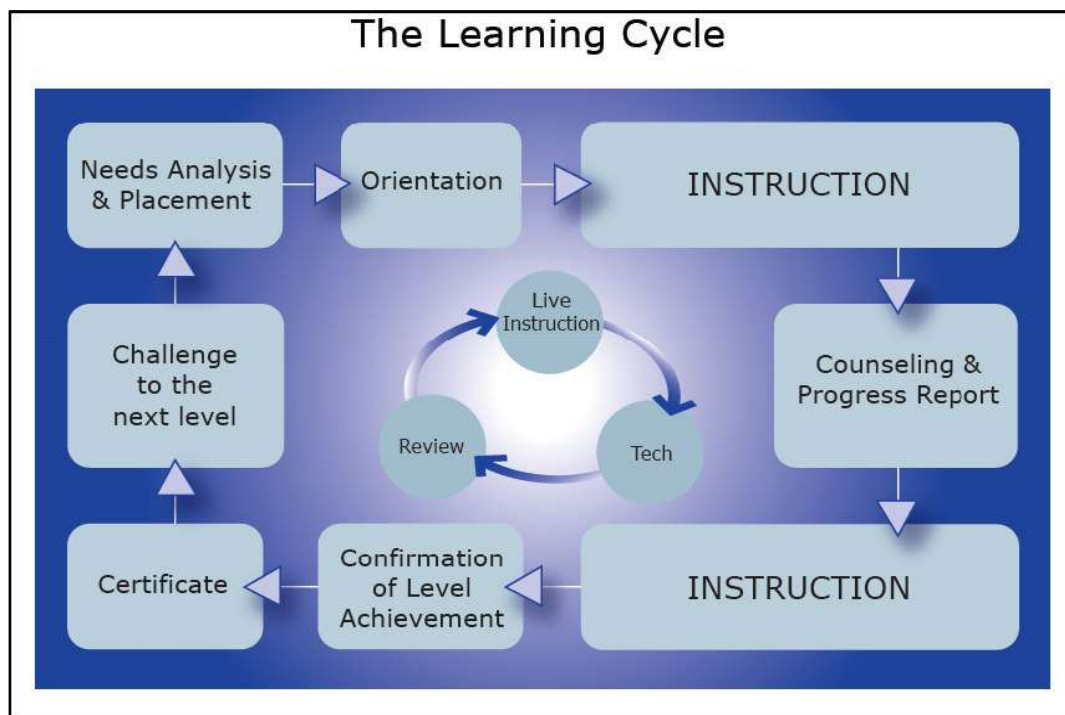 The Learning Cycle
Needs Analysis
& Placement
Orientation
INSTRUCTION
Counseling &
Progress Report
INSTRUCTION
Confirmation
of Level
Achievement
Certificate
Challenge
to the
next level
Live
Instruction
Tech
Review